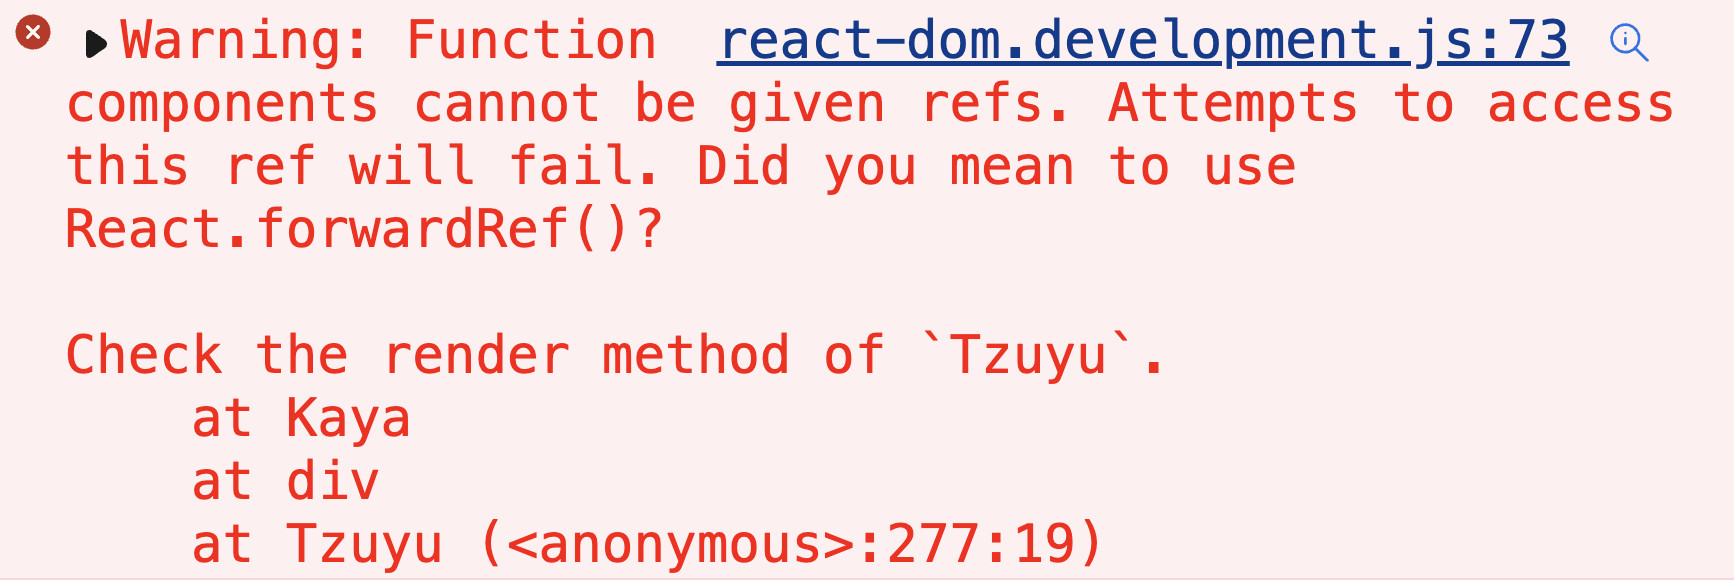 Warning: Function react-dom.development.js:73
components cannot be given refs. Attempts to access
this ref will fail. Did you mean to use
React.forwardRef()?
Check the render method of `Tzuyu`.
at Kaya
at div
at Tzuyu (<anonymous>:277:19)